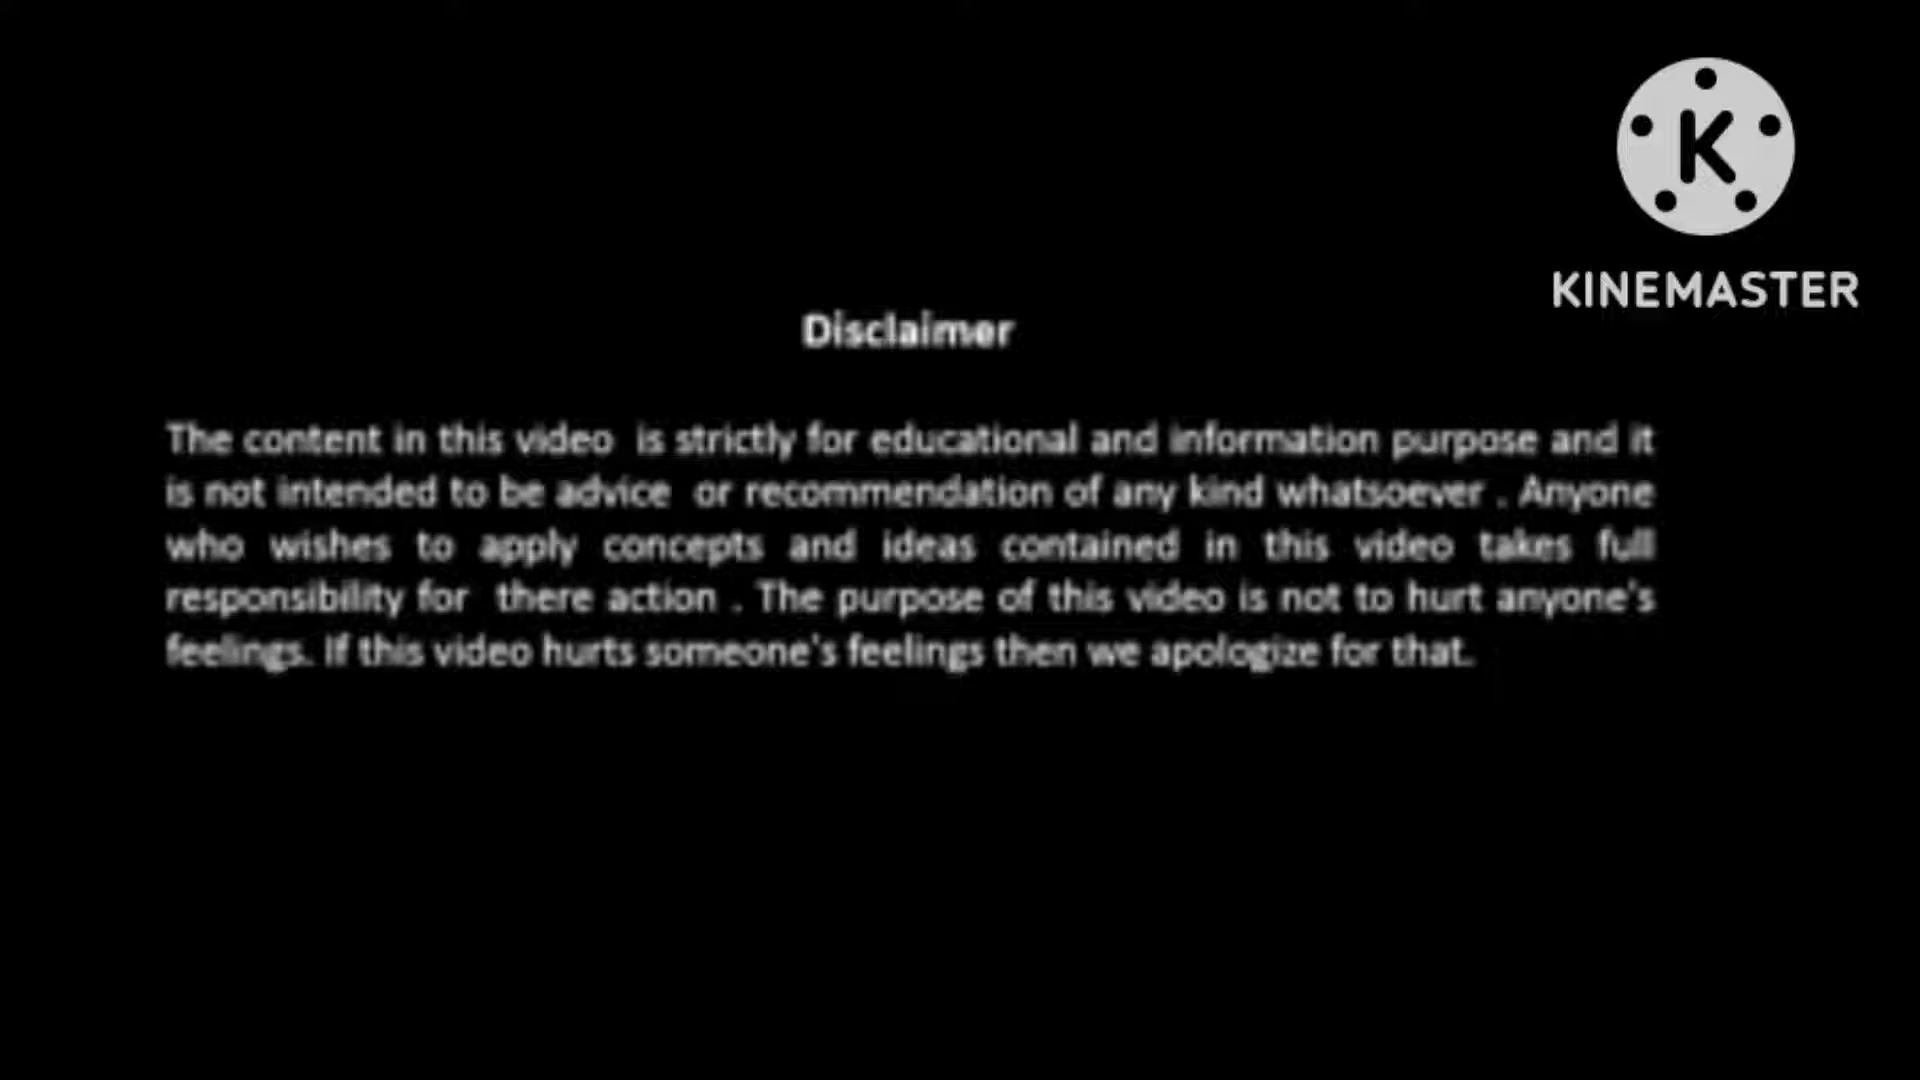 K
KINEMASTER
Disclaimer
The content in this video is strictly for educational and information purpose and it
is not intended to be advice or recommendation of any kind whatsoever . Anyone
who wishes to apply concepts and ideas contained in this video takes full
responsibility for there action . The purpose of this video is not to hurt anyone's
feelings. If this video hurts someone's feelings then we apologize for that.